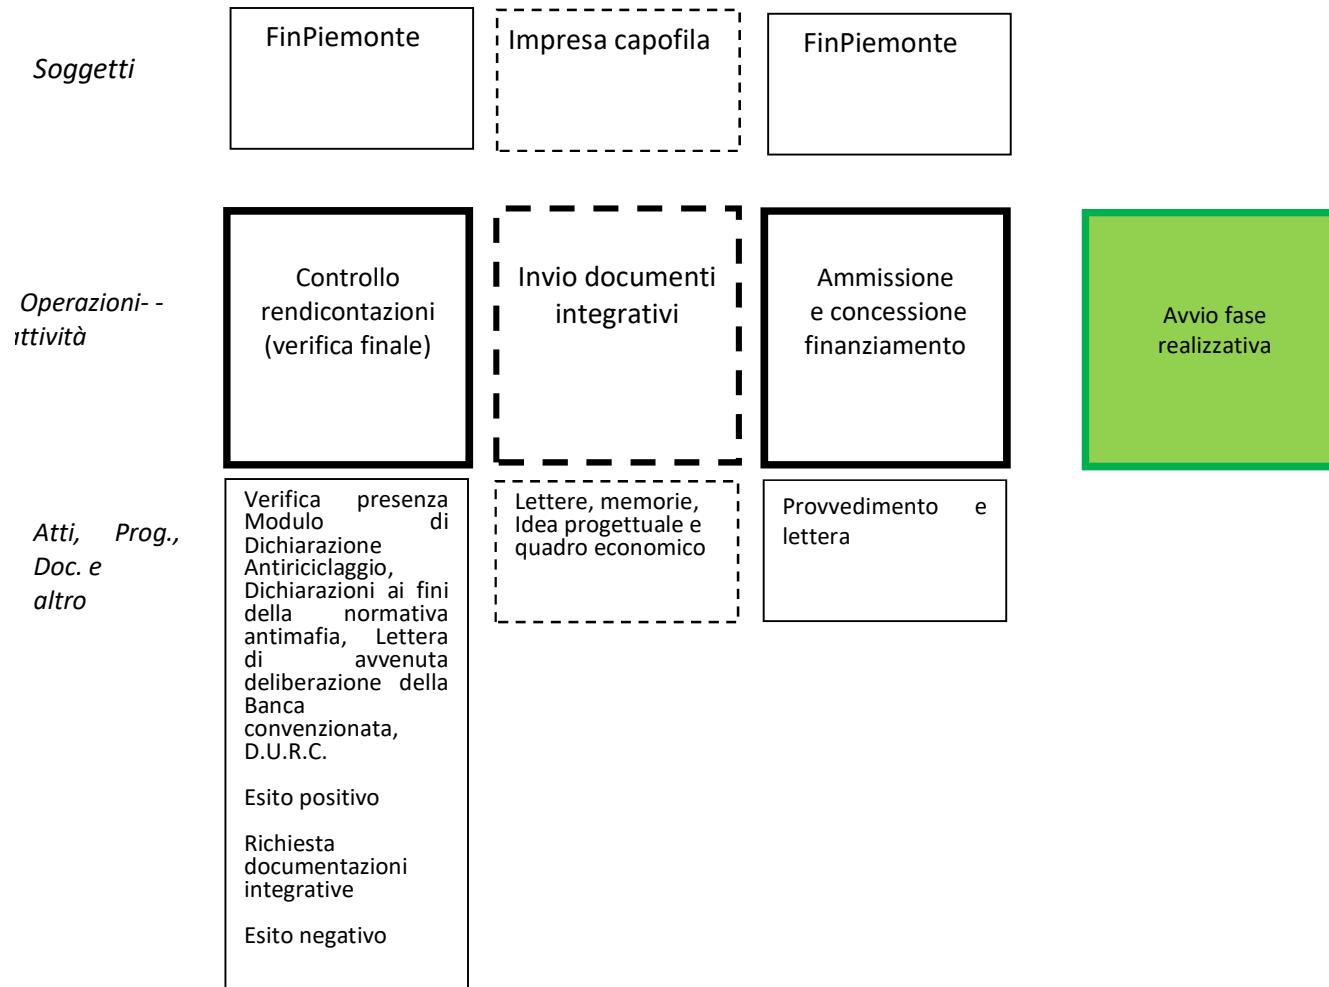 Soggetti
FinPiemonte
Impresa capofila
FinPiemonte
Operazioni- -
attività
Controllo
rendicontazioni
(verifica finale)
Invio documenti
integrativi
Ammissione
e concessione
finanziamento
Avvio fase
realizzativa
Atti, Prog.,
Doc. e
altro
Verifica presenza
Modulo di
Dichiarazione
Antiriciclaggio,
Dichiarazioni ai fini
della normativa
antimafia, Lettera
di avvenuta
deliberazione della
Banca
convenzionata,
D.U.R.C.
Esito positivo
Richiesta
documentazioni
integrative
Esito negativo
Lettere, memorie,
Idea progettuale e
quadro economico
Provvedimento e
lettera